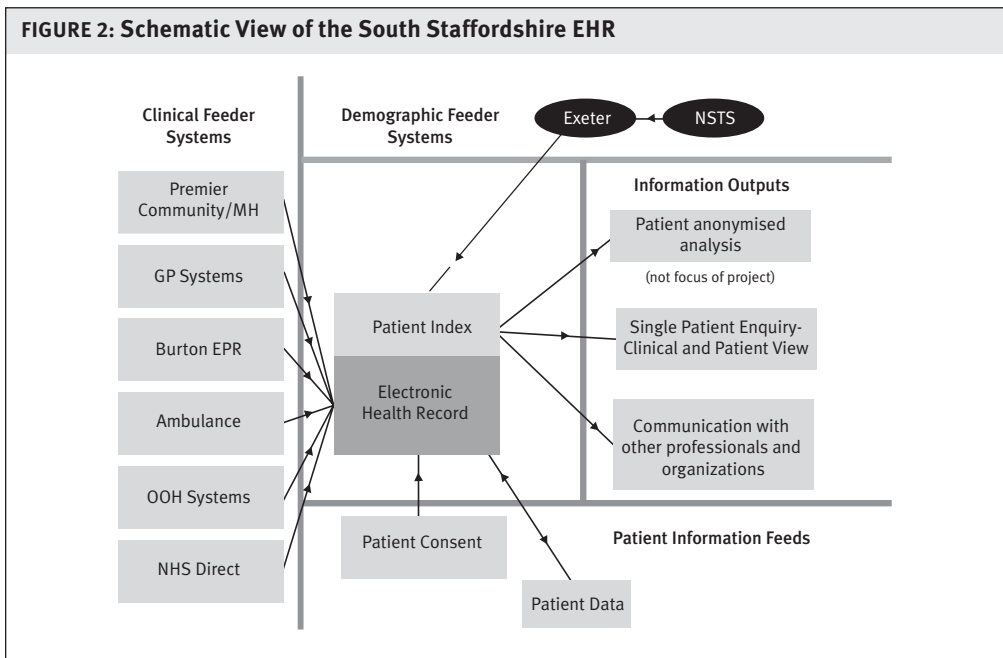 FIGURE 2: Schematic View of the South Staffordshire EHR
Clinical Feeder
Systems
Demographic Feeder
Systems
Exeter
NSTS
Premier
Community/MH
GP Systems
Burton EPR
Ambulance
OOH Systems
NHS Direct
Patient Index
Electronic
Health Record
Information Outputs
Patient anonymised
analysis
(not focus of project)
Single Patient Enquiry-
Clinical and Patient View
Communication with
other professionals and
organizations
Patient Consent
Patient Information Feeds
Patient Data